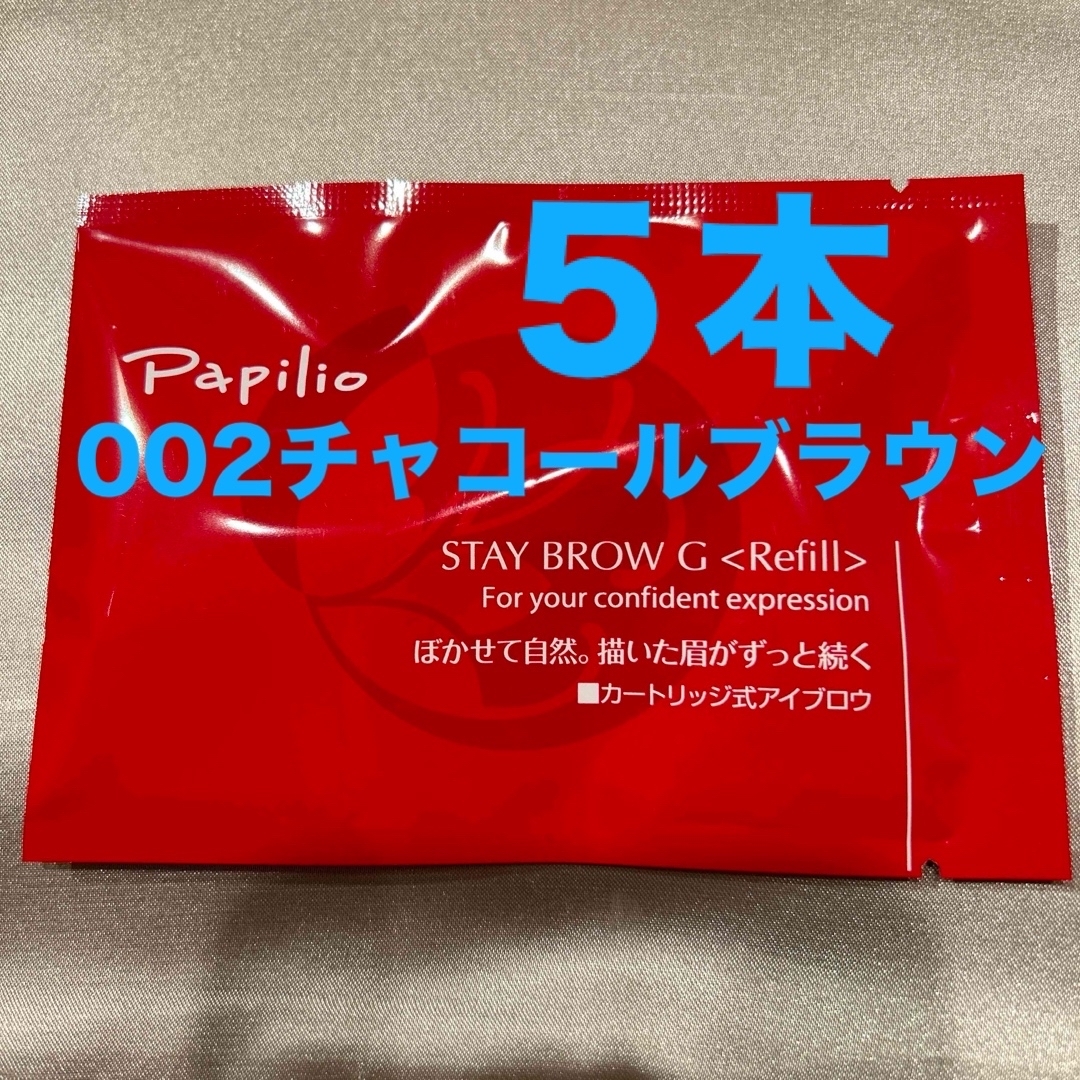 ５本
Papilio
002チャコールブラウン
STAY BROW G <Refill>
For your confident expression
ぼかせて自然。描いた眉がずっと続く
■カートリッジ式アイブロウ